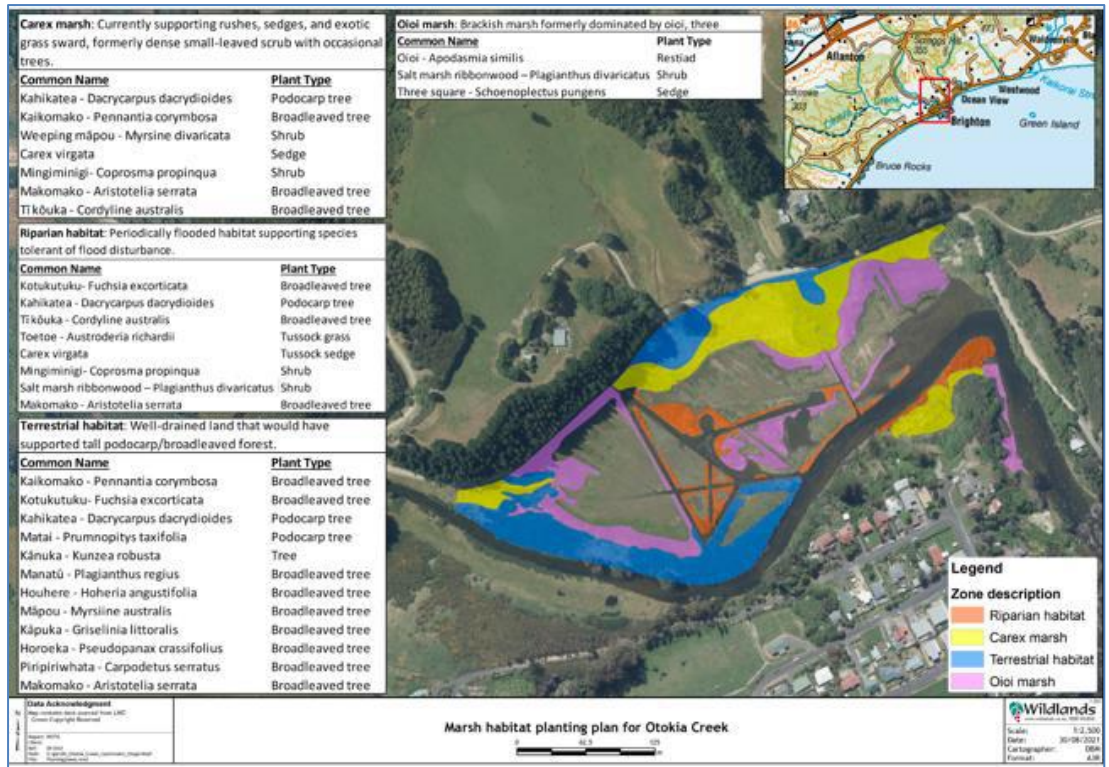 Carex marsh: Currently supporting rushes, sedges, and exotic
grass sward, formerly dense small-leaved scrub with occasional
trees.
Common Name Plant Type
Kahikatea - Dacrycarpus dacrydioides Podocarp tree
Kaikomako - Pennantia corymbosa Broadleaved tree
Weeping māpou - Myrsine divaricata Shrub
Carex virgata Sedge
Mingiminigi- Coprosma propinqua Shrub
Makomako - Aristotelia serrata Broadleaved tree
Tī kōuka - Cordyline australis Broadleaved tree
Riparian habitat: Periodically flooded habitat supporting species
tolerant of flood disturbance.
Common Name Plant Type
Kotukutuku- Fuchsia excorticata Broadleaved tree
Kahikatea - Dacrycarpus dacrydioides Podocarp tree
Tī kōuka - Cordyline australis Broadleaved tree
Toetoe - Austroderia richardii Tussock grass
Carex virgata Tussock sedge
Mingiminigi- Coprosma propinqua Shrub
Salt marsh ribbonwood – Plagianthus divaricatus Shrub
Makomako - Aristotelia serrata Broadleaved tree
Terrestrial habitat: Well-drained land that would have
supported tall podocarp/broadleaved forest.
Common Name Plant Type
Kaikomako - Pennantia corymbosa Broadleaved tree
Kotukutuku- Fuchsia excorticata Broadleaved tree
Kahikatea - Dacrycarpus dacrydioides Podocarp tree
Matai - Prumnopitys taxifolia Podocarp tree
Kānuka - Kunzea robusta Tree
Manatū - Plagianthus regius Broadleaved tree
Houhere - Hoheria angustifolia Broadleaved tree
Māpou - Myrsiine australis Broadleaved tree
Kāpuka - Griselinia littoralis Broadleaved tree
Horoeka - Pseudopanax crassifolius Broadleaved tree
Piripiriwhata - Carpodetus serratus Broadleaved tree
Makomako - Aristotelia serrata Broadleaved tree
Oioi marsh: Brackish marsh formerly dominated by oioi, three
Common Name Plant Type
Oioi - Apodasmia similis Restiad
Salt marsh ribbonwood – Plagianthus divaricatus Shrub
Three square - Schoenoplectus pungens Sedge
Allanton
Westwood
Ocean View
Brighton
Green Island
Bruce Rocks
Legend
Zone description
Riparian habitat
Carex marsh
Terrestrial habitat
Oioi marsh
Data Acknowledgment
Marsh habitat planting plan for Otokia Creek
0 62.5 125
Wildlands
Scale: 1:2,500
Date: 30/08/2021
Cartographer: DBM
Format: A3R